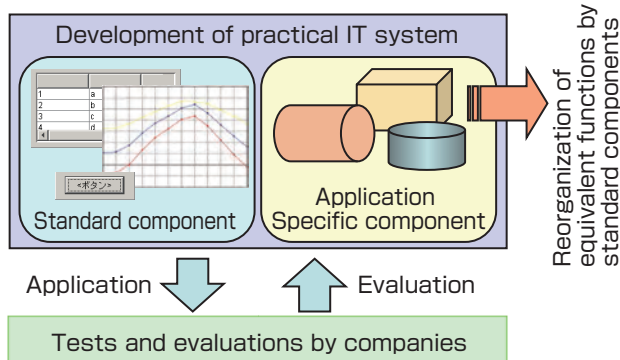 Development of practical IT system
1 a
2 b
3 c
4 d
<ボタン>
Standard component
Application
Specific component
Reorganization of
equivalent functions by
standard components
Application
Evaluation
Tests and evaluations by companies